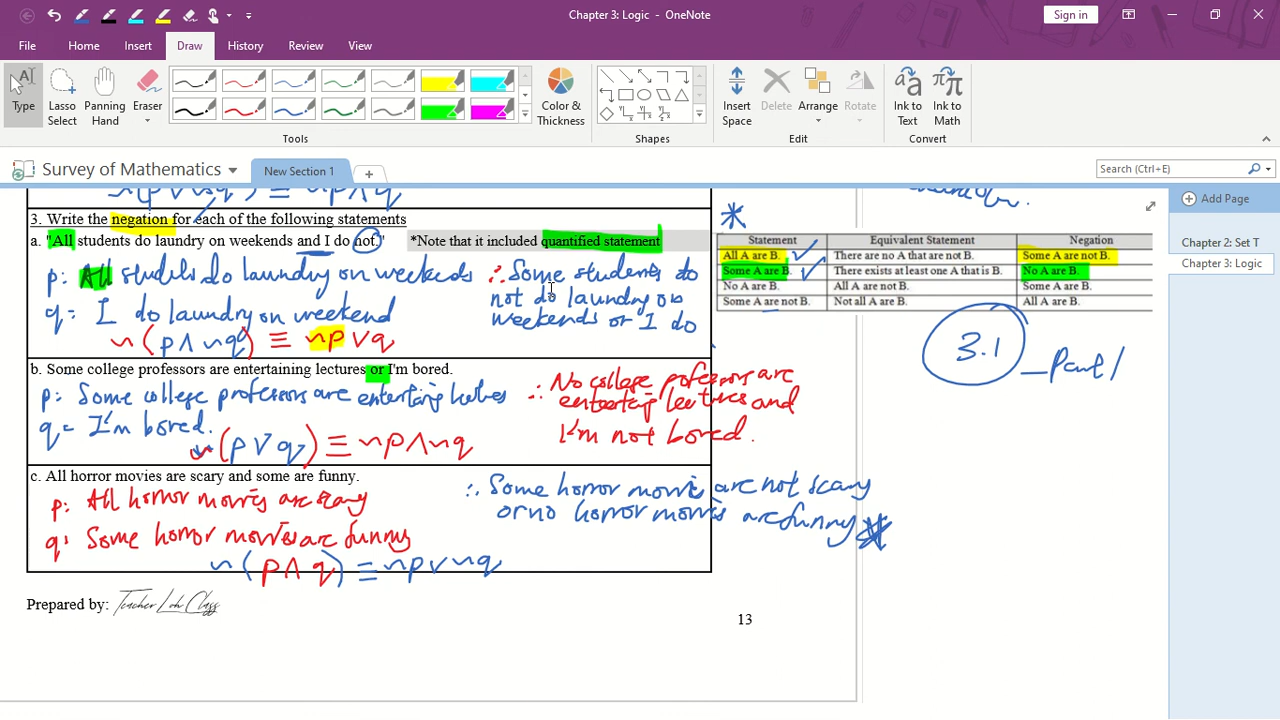 Chapter 3: Logic - OneNote
Sign in
File Home Insert Draw History Review View
Type
Lasso Select
Panning Hand
Eraser
Color & Thickness
Insert Space
Delete
Arrange
Rotate
Ink to Text
Ink to Math
Tools
Shapes
Edit
Convert
Survey of Mathematics
New Section 1
+
Search (Ctrl+E)
Add Page
Chapter 2: Set T
Chapter 3: Logic
3. Write the negation for each of the following statements
a. "All students do laundry on weekends and I do not." *Note that it included quantified statement
p: All students do laundry on weekends
q = I do laundry on weekend
~(p ∧ ~q) ≡ ~p ∨ q
∴ Some students do
not do laundry on
weekends or I do
b. Some college professors are entertaining lectures or I'm bored.
p: Some college professors are entertaing lectures
q = I'm bored.
~(p ∨ q) ≡ ~p ∧ ~q
∴ No college professors are
entertaing lectures and
I'm not bored.
c. All horror movies are scary and some are funny.
p: All horror movies are scary
q: Some horror movies are funny
~(p ∧ q) ≡ ~p ∨ ~q
∴ Some horror movies are not scary
or no horror movies are funny *
Prepared by: Teacher Loh Class
13
*
Statement Equivalent Statement Negation
All A are B. There are no A that are not B. Some A are not B.
Some A are B. There exists at least one A that is B. No A are B.
No A are B. All A are not B. Some A are B.
Some A are not B. Not all A are B. All A are B.
3.1 _ Part 1